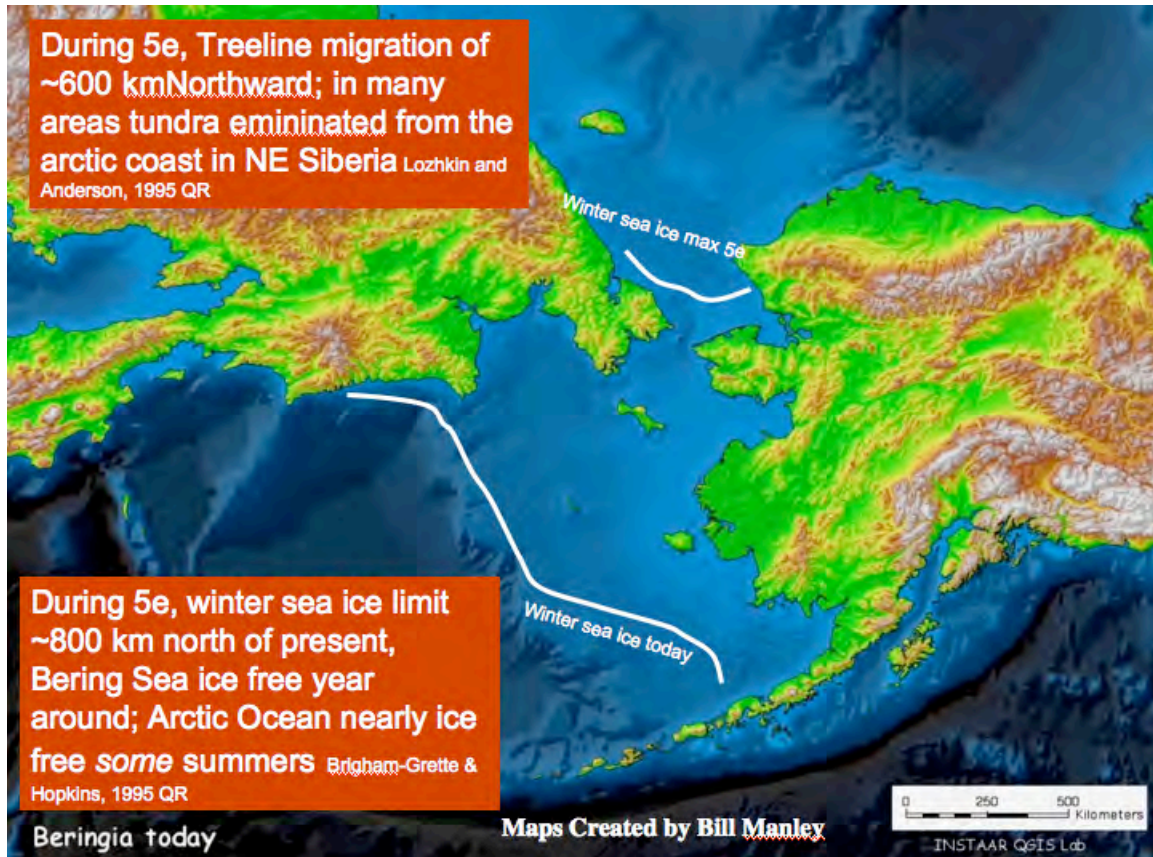 During 5e, Treeline migration of
~600 kmNorthward; in many
areas tundra emininated from the
arctic coast in NE Siberia Lozhkin and
Anderson, 1995 QR
Winter sea ice max 5e
During 5e, winter sea ice limit
~800 km north of present,
Bering Sea ice free year
around; Arctic Ocean nearly ice
free some summers Brigham-Grette &
Hopkins, 1995 QR
Winter sea ice today
Beringia today
Maps Created by Bill Manley
0 250 500
Kilometers
INSTAAR QGIS Lab